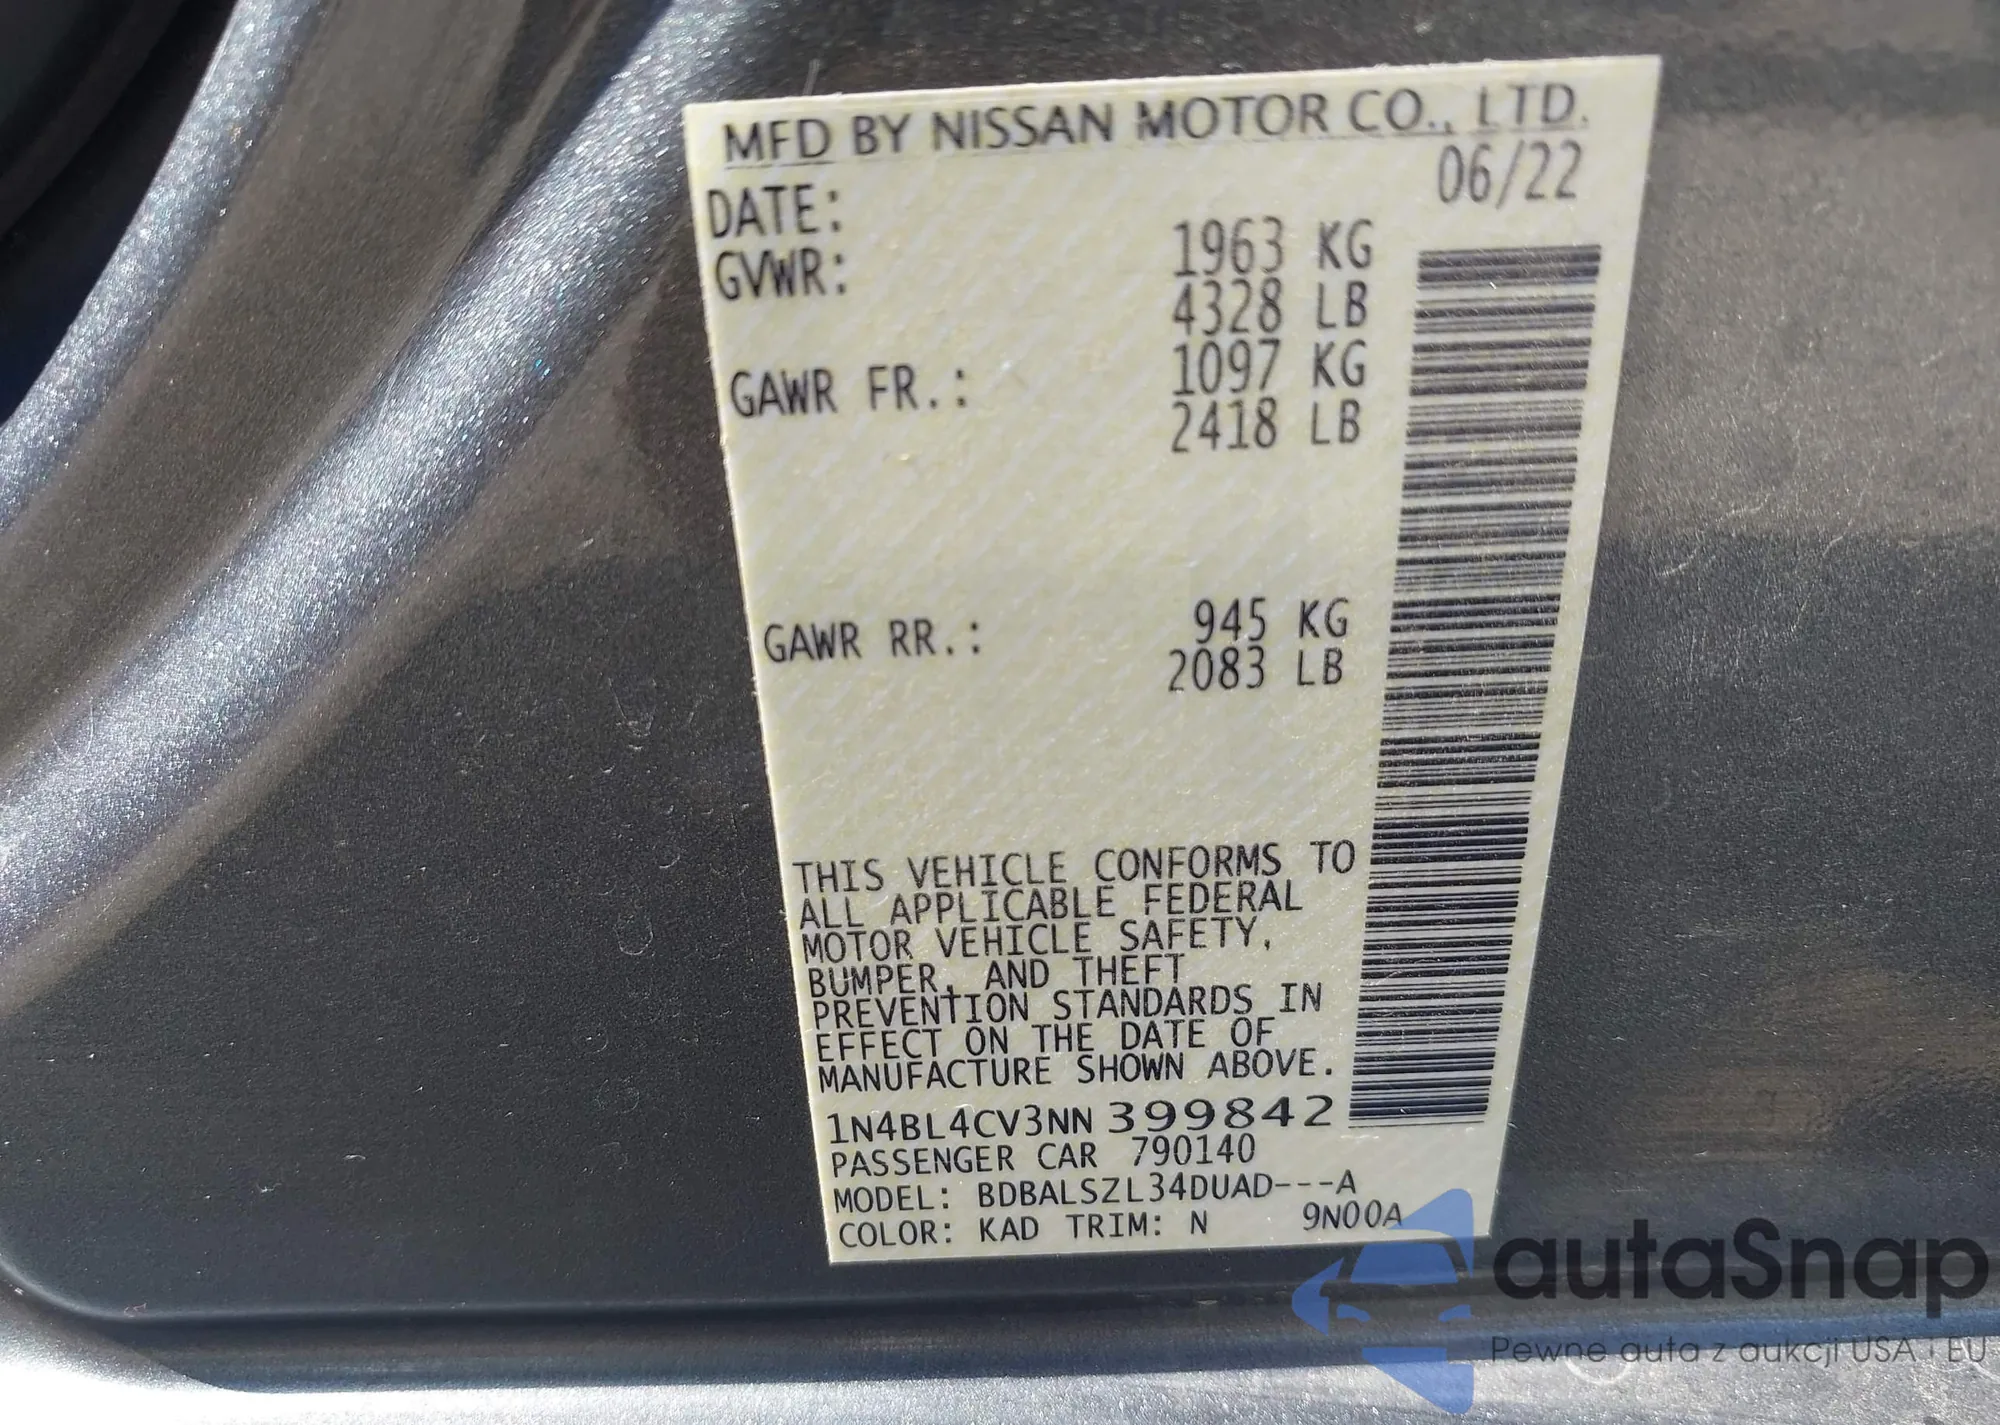 MFD BY NISSAN MOTOR CO., LTD.
DATE: 06/22
GVWR: 1963 KG
4328 LB
GAWR FR.: 1097 KG
2418 LB
GAWR RR.: 945 KG
2083 LB
THIS VEHICLE CONFORMS TO
ALL APPLICABLE FEDERAL
MOTOR VEHICLE SAFETY,
BUMPER, AND THEFT
PREVENTION STANDARDS IN
EFFECT ON THE DATE OF
MANUFACTURE SHOWN ABOVE.
1N4BL4CV3NN399842
PASSENGER CAR 790140
MODEL: BDBALSZL34DUAD---A
COLOR: KAD TRIM: N 9N00A
autaSnap
Pewne auta z aukcji USA i EU